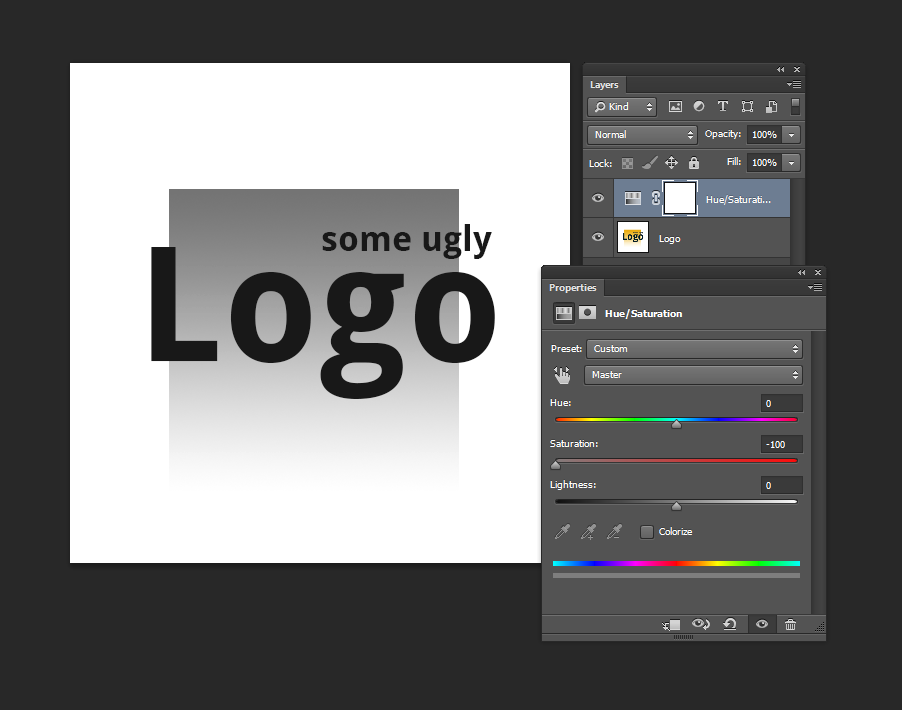 some ugly
Logo
Layers
Kind
Normal
Opacity: 100%
Lock:
Fill: 100%
Hue/Saturati...
Logo
Logo
Properties
Hue/Saturation
Preset: Custom
Master
Hue: 0
Saturation: -100
Lightness: 0
Colorize